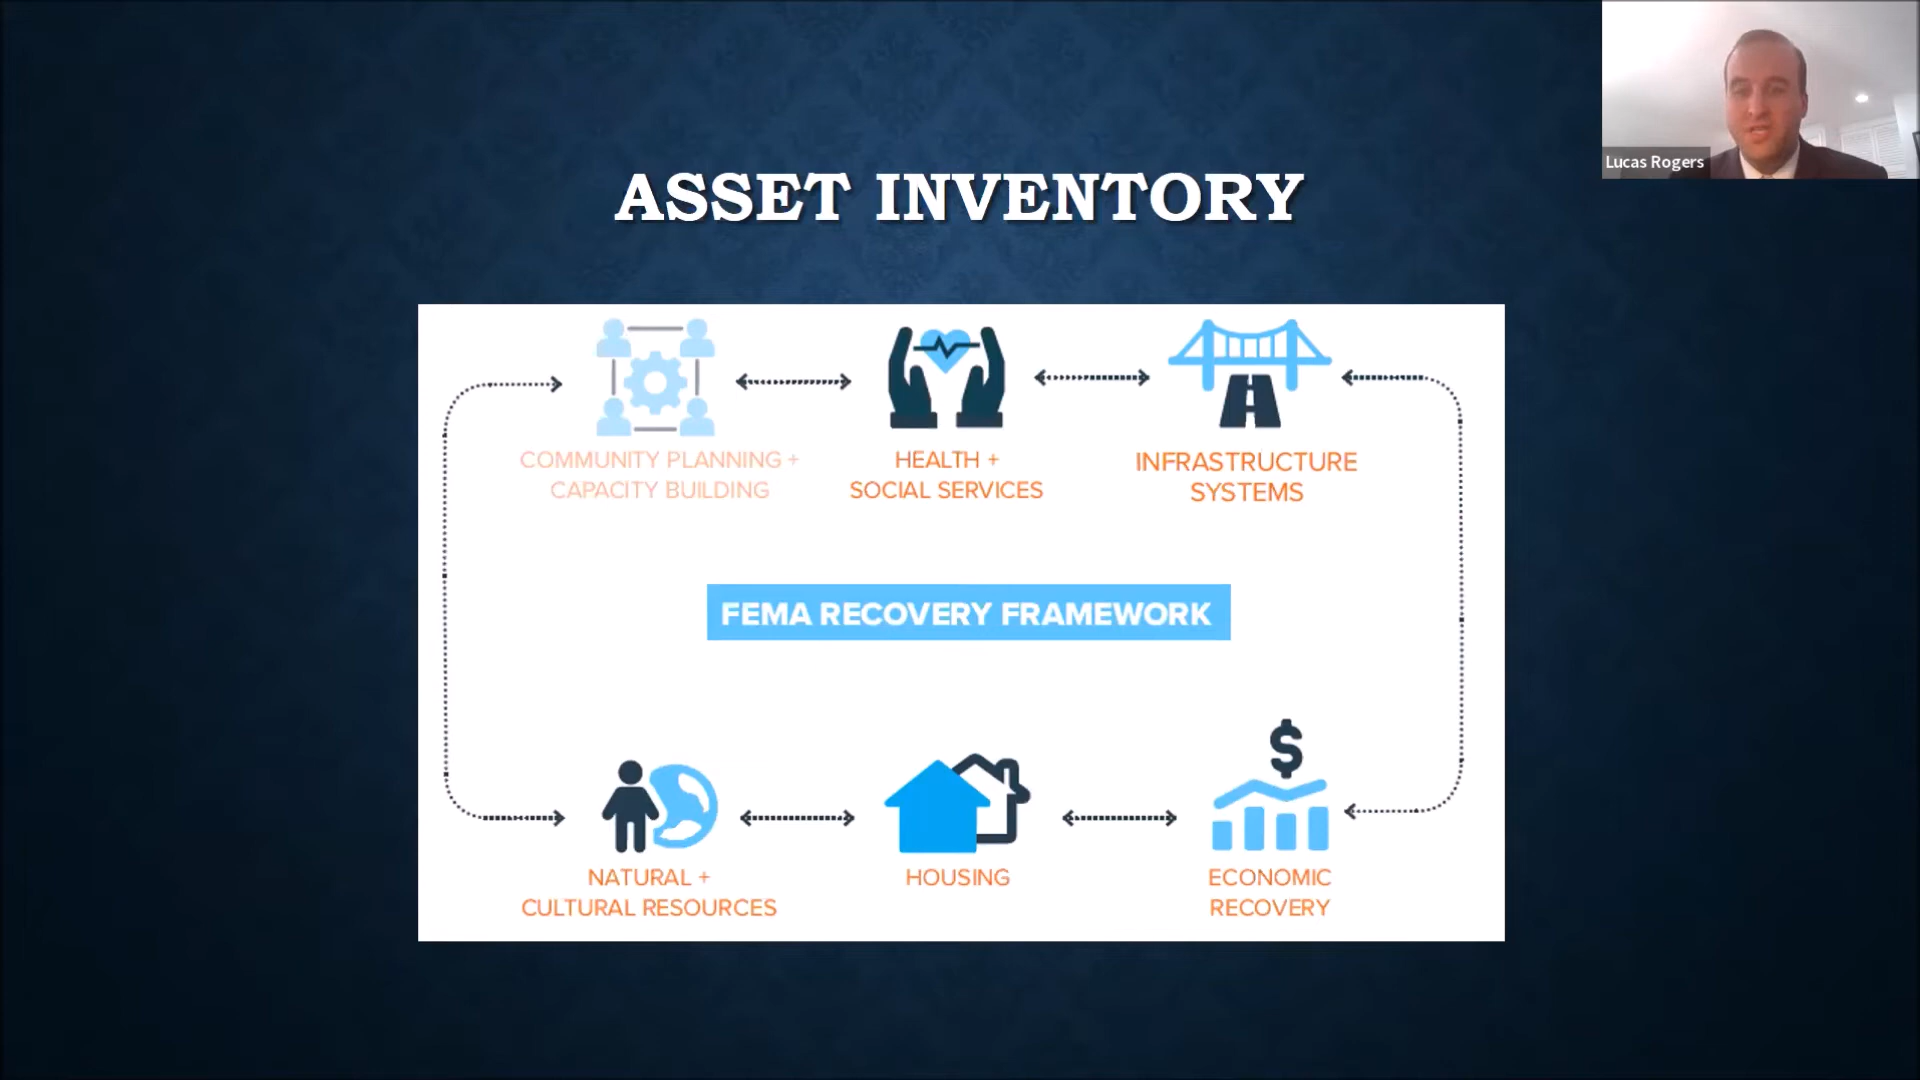 Lucas Rogers
ASSET INVENTORY
COMMUNITY PLANNING +
CAPACITY BUILDING
HEALTH +
SOCIAL SERVICES
INFRASTRUCTURE
SYSTEMS
FEMA RECOVERY FRAMEWORK
NATURAL +
CULTURAL RESOURCES
HOUSING
$
ECONOMIC
RECOVERY